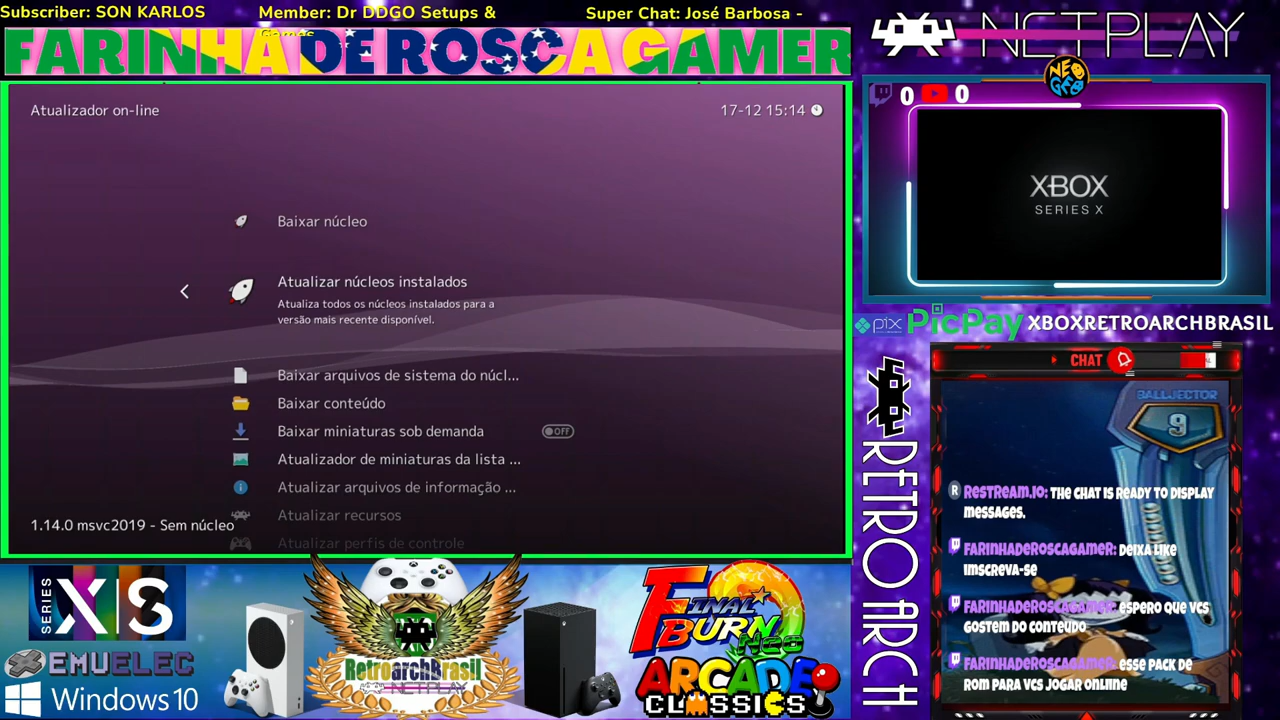 Subscriber: SON KARLOS
Member: Dr DDGO Setups &
Games
Super Chat: José Barbosa -
FARINHA DE ROSCA GAMER
NETPLAY
Atualizador on-line
17-12 15:14
Baixar núcleo
Atualizar núcleos instalados
Atualiza todos os núcleos instalados para a
versão mais recente disponível.
Baixar arquivos de sistema do núcl...
Baixar conteúdo
Baixar miniaturas sob demanda
OFF
Atualizador de miniaturas da lista ...
Atualizar arquivos de informação ...
Atualizar recursos
Atualizar perfis de controle
1.14.0 msvc2019 - Sem núcleo
NEO
GEO
0
0
XBOX
SERIES X
pix
PicPay
XBOXRETROARCHBRASIL
RETROARCH
CHAT
BALLJECTOR
9
RESTREAM.IO: THE CHAT IS READY TO DISPLAY
MESSAGES.
FARINHADEROSCAGAMER: DEIXA LIKE
IMSCREVA-SE
FARINHADEROSCAGAMER: ESPERO QUE VCS
GOSTEM DO CONTEUDO
FARINHADEROSCAGAMER: ESSE PACK DE
ROM PARA VCS JOGAR ONLIINE
SERIES
X|S
EMUELEC
Windows 10
RetroarchBrasil
NETPLAY
FINAL
BURN
NEO
ARCADE
CLASSICS